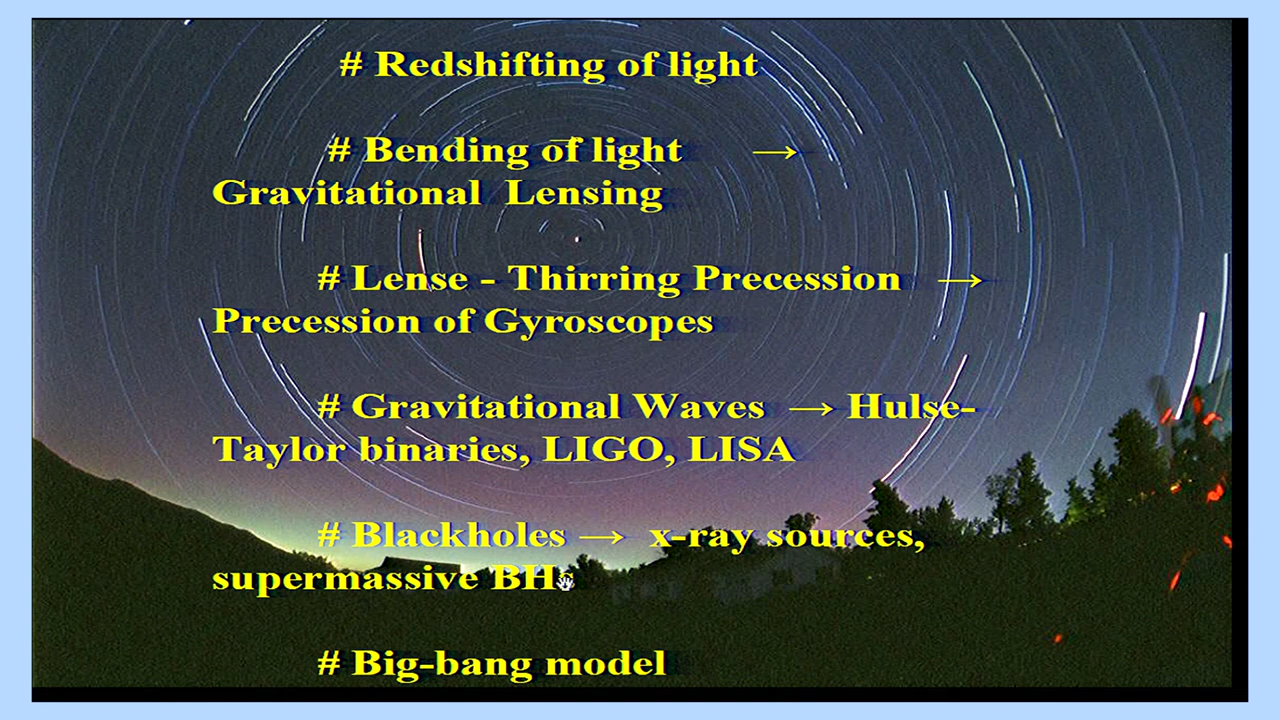 # Redshifting of light
# Bending of light →
Gravitational Lensing
# Lense - Thirring Precession →
Precession of Gyroscopes
# Gravitational Waves → Hulse-
Taylor binaries, LIGO, LISA
# Blackholes → x-ray sources,
supermassive BHs
# Big-bang model